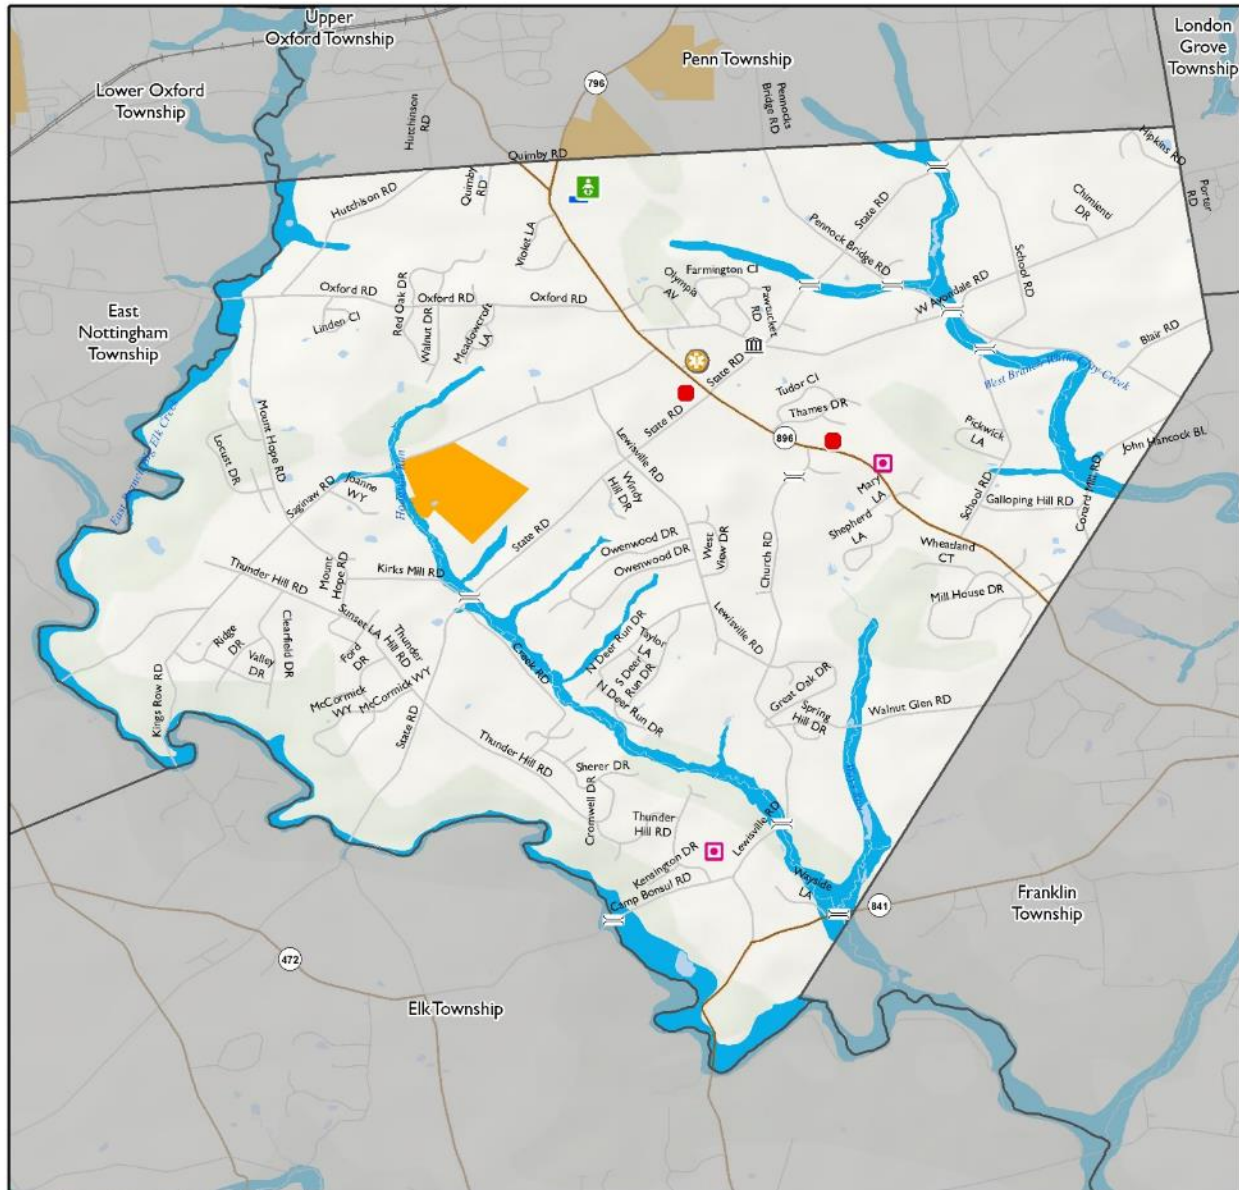 Upper
Oxford Township
London
Grove
Township
Penn Township
Lower Oxford
Township
796
Pennocks
Bridge RD
Hutchinson
RD
Hipkins RD
Quimby RD
Quimby
RD
Porter
RD
Hutchison RD
Chimienti
DR
State RD
Pennock Bridge RD
Violet LA
School RD
Farmington CI
Olympia
AV
Pawtucket
RD
W Avondale RD
Oxford RD
Oxford RD
Oxford RD
Red Oak DR
Walnut DR
Meadowcroft
LA
Linden CI
East
Nottingham
Township
Blair RD
State RD
West Branch White Clay Creek
Tudor CI
Thames DR
State RD
Mount Hope RD
Locust DR
Lewisville RD
896
Pickwick
LA
John Hancock BL
Conard Mill RD
Joanne
WY
Saginaw RD
Windy
Hill DR
Mary
LA
School RD
Galloping Hill RD
Shepherd
LA
State RD
Owenwood DR
Owenwood DR
West
View DR
Church RD
Wheatland
CT
Mill House DR
Thunder Hill RD
Mount
Hope RD
Kirks Mill RD
Sunset LA
Clearfield DR
Ridge
DR
Valley
DR
Ford
DR
Thunder
Hill RD
Lewisville RD
N Deer Run DR
Taylor
LA
S Deer
Run DR
N Deer Run DR
Creek RD
Kings Row RD
McCormick
WY
McCormick WY
State RD
Great Oak DR
Spring
Hill DR
Walnut Glen RD
Thunder Hill RD
Sherer DR
Cromwell DR
Thunder
Hill RD
Lewisville RD
Kensington DR
Camp Bonsul RD
Wayside
LA
841
Franklin
Township
472
Elk Township